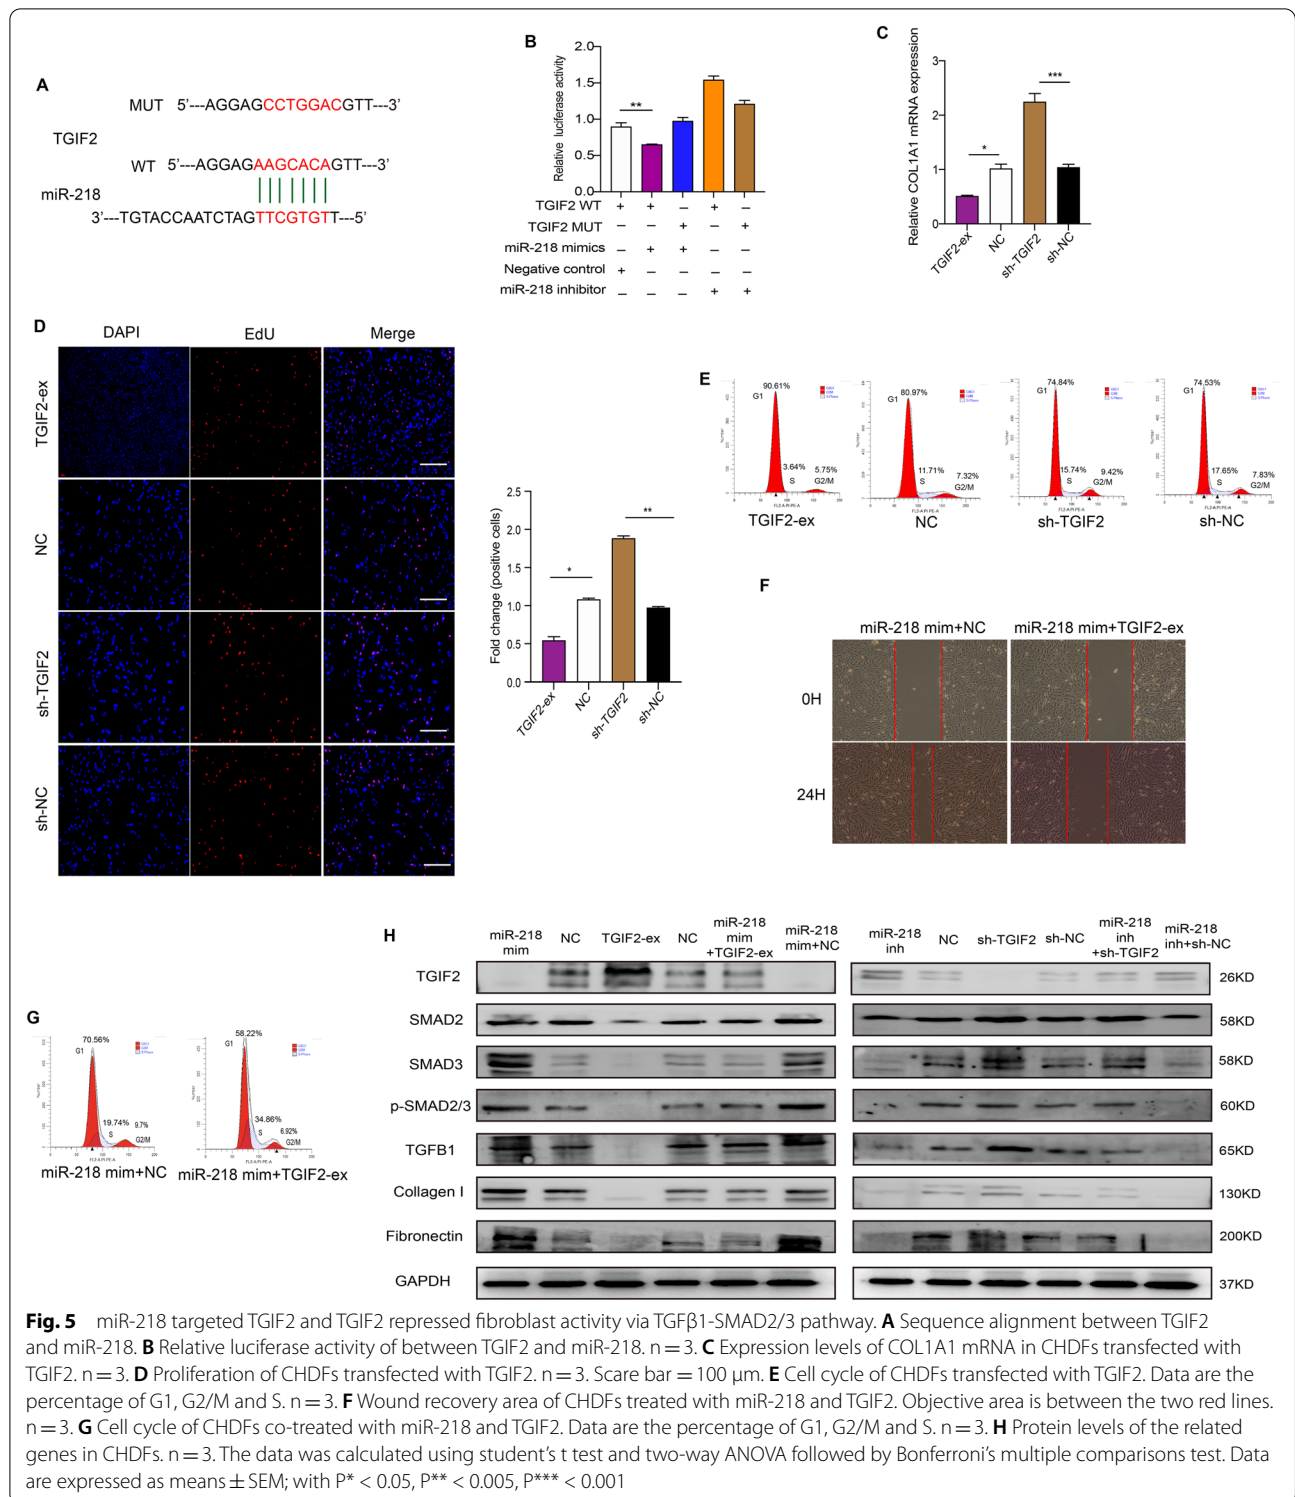 A
MUT 5'---AGGAGCCTGGACGTT---3'
TGIF2
WT 5'---AGGAGAAGCACAGTT---3'
miR-218
3'---TGTACCAATCTAGTTCGTGTT---5'
B
Relative luciferase activity
2.0
1.5
1.0
0.5
0.0
**
TGIF2 WT + + − + −
TGIF2 MUT − − + − +
miR-218 mimics − + + − −
Negative control + − − − −
miR-218 inhibitor − − − + +
C
Relative COL1A1 mRNA expression
3
2
1
0
*
***
TGIF2-ex
NC
sh-TGIF2
sh-NC
D
DAPI EdU Merge
TGIF2-ex
NC
sh-TGIF2
sh-NC
Fold change (positive cells)
2.5
2.0
1.5
1.0
0.5
0.0
*
**
TGIF2-ex
NC
sh-TGIF2
sh-NC
E
90.61%
G1
3.64%
S
5.75%
G2/M
TGIF2-ex
80.97%
G1
11.71%
S
7.32%
G2/M
NC
74.84%
G1
15.74%
S
9.42%
G2/M
sh-TGIF2
74.53%
G1
17.65%
S
7.83%
G2/M
sh-NC
F
miR-218 mim+NC miR-218 mim+TGIF2-ex
0H
24H
G
70.56%
G1
19.74%
S
9.7%
G2/M
miR-218 mim+NC
58.22%
G1
34.86%
S
6.92%
G2/M
miR-218 mim+TGIF2-ex
H
miR-218 mim
NC
TGIF2-ex
NC
miR-218 mim +TGIF2-ex
miR-218 mim+NC
miR-218 inh
NC
sh-TGIF2
sh-NC
miR-218 inh +sh-TGIF2
miR-218 inh+sh-NC
TGIF2 26KD
SMAD2 58KD
SMAD3 58KD
p-SMAD2/3 60KD
TGFB1 65KD
Collagen I 130KD
Fibronectin 200KD
GAPDH 37KD
Fig. 5 miR-218 targeted TGIF2 and TGIF2 repressed fibroblast activity via TGFβ1-SMAD2/3 pathway. A Sequence alignment between TGIF2
and miR-218. B Relative luciferase activity of between TGIF2 and miR-218. n = 3. C Expression levels of COL1A1 mRNA in CHDFs transfected with
TGIF2. n = 3. D Proliferation of CHDFs transfected with TGIF2. n = 3. Scare bar = 100 μm. E Cell cycle of CHDFs transfected with TGIF2. Data are the
percentage of G1, G2/M and S. n = 3. F Wound recovery area of CHDFs treated with miR-218 and TGIF2. Objective area is between the two red lines.
n = 3. G Cell cycle of CHDFs co-treated with miR-218 and TGIF2. Data are the percentage of G1, G2/M and S. n = 3. H Protein levels of the related
genes in CHDFs. n = 3. The data was calculated using student's t test and two-way ANOVA followed by Bonferroni's multiple comparisons test. Data
are expressed as means ± SEM; with P* < 0.05, P** < 0.005, P*** < 0.001